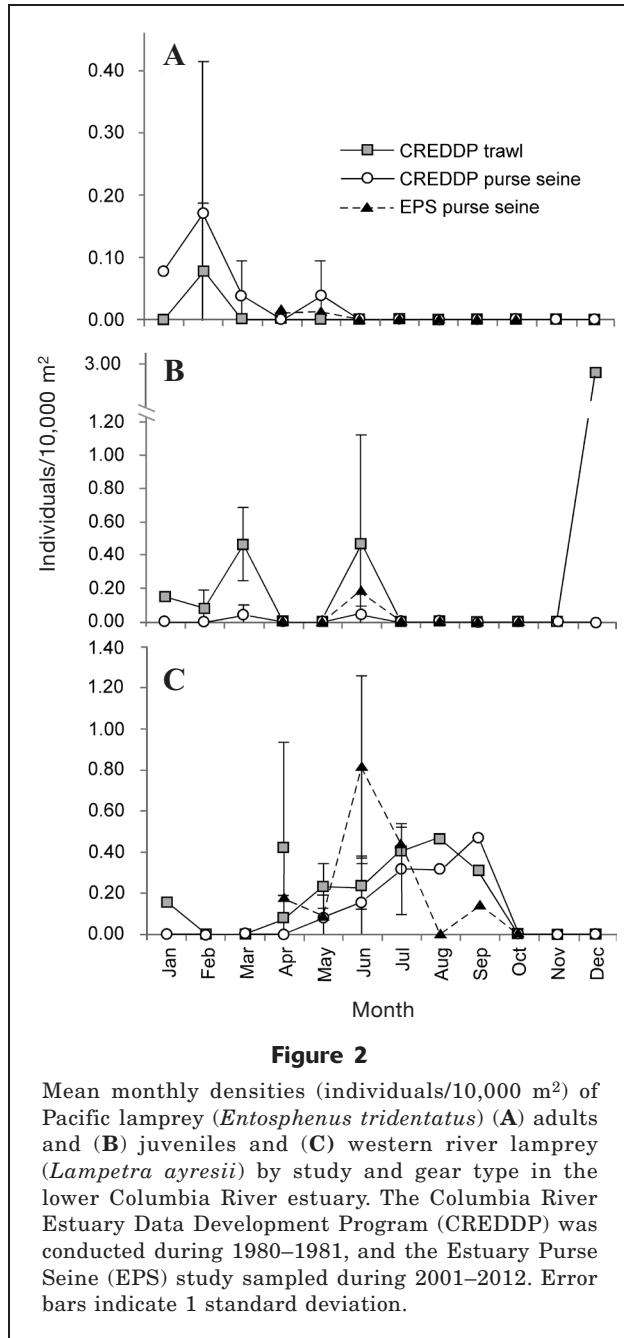 A
0.40
0.30
0.20
0.10
0.00
CREDDP trawl
CREDDP purse seine
EPS purse seine
Individuals/10,000 m²
B
3.00
1.20
1.00
0.80
0.60
0.40
0.20
0.00
C
1.40
1.20
1.00
0.80
0.60
0.40
0.20
0.00
Jan
Feb
Mar
Apr
May
Jun
Jul
Aug
Sep
Oct
Nov
Dec
Month
Figure 2
Mean monthly densities (individuals/10,000 m²) of
Pacific lamprey (Entosphenus tridentatus) (A) adults
and (B) juveniles and (C) western river lamprey
(Lampetra ayresii) by study and gear type in the
lower Columbia River estuary. The Columbia River
Estuary Data Development Program (CREDDP) was
conducted during 1980–1981, and the Estuary Purse
Seine (EPS) study sampled during 2001–2012. Error
bars indicate 1 standard deviation.